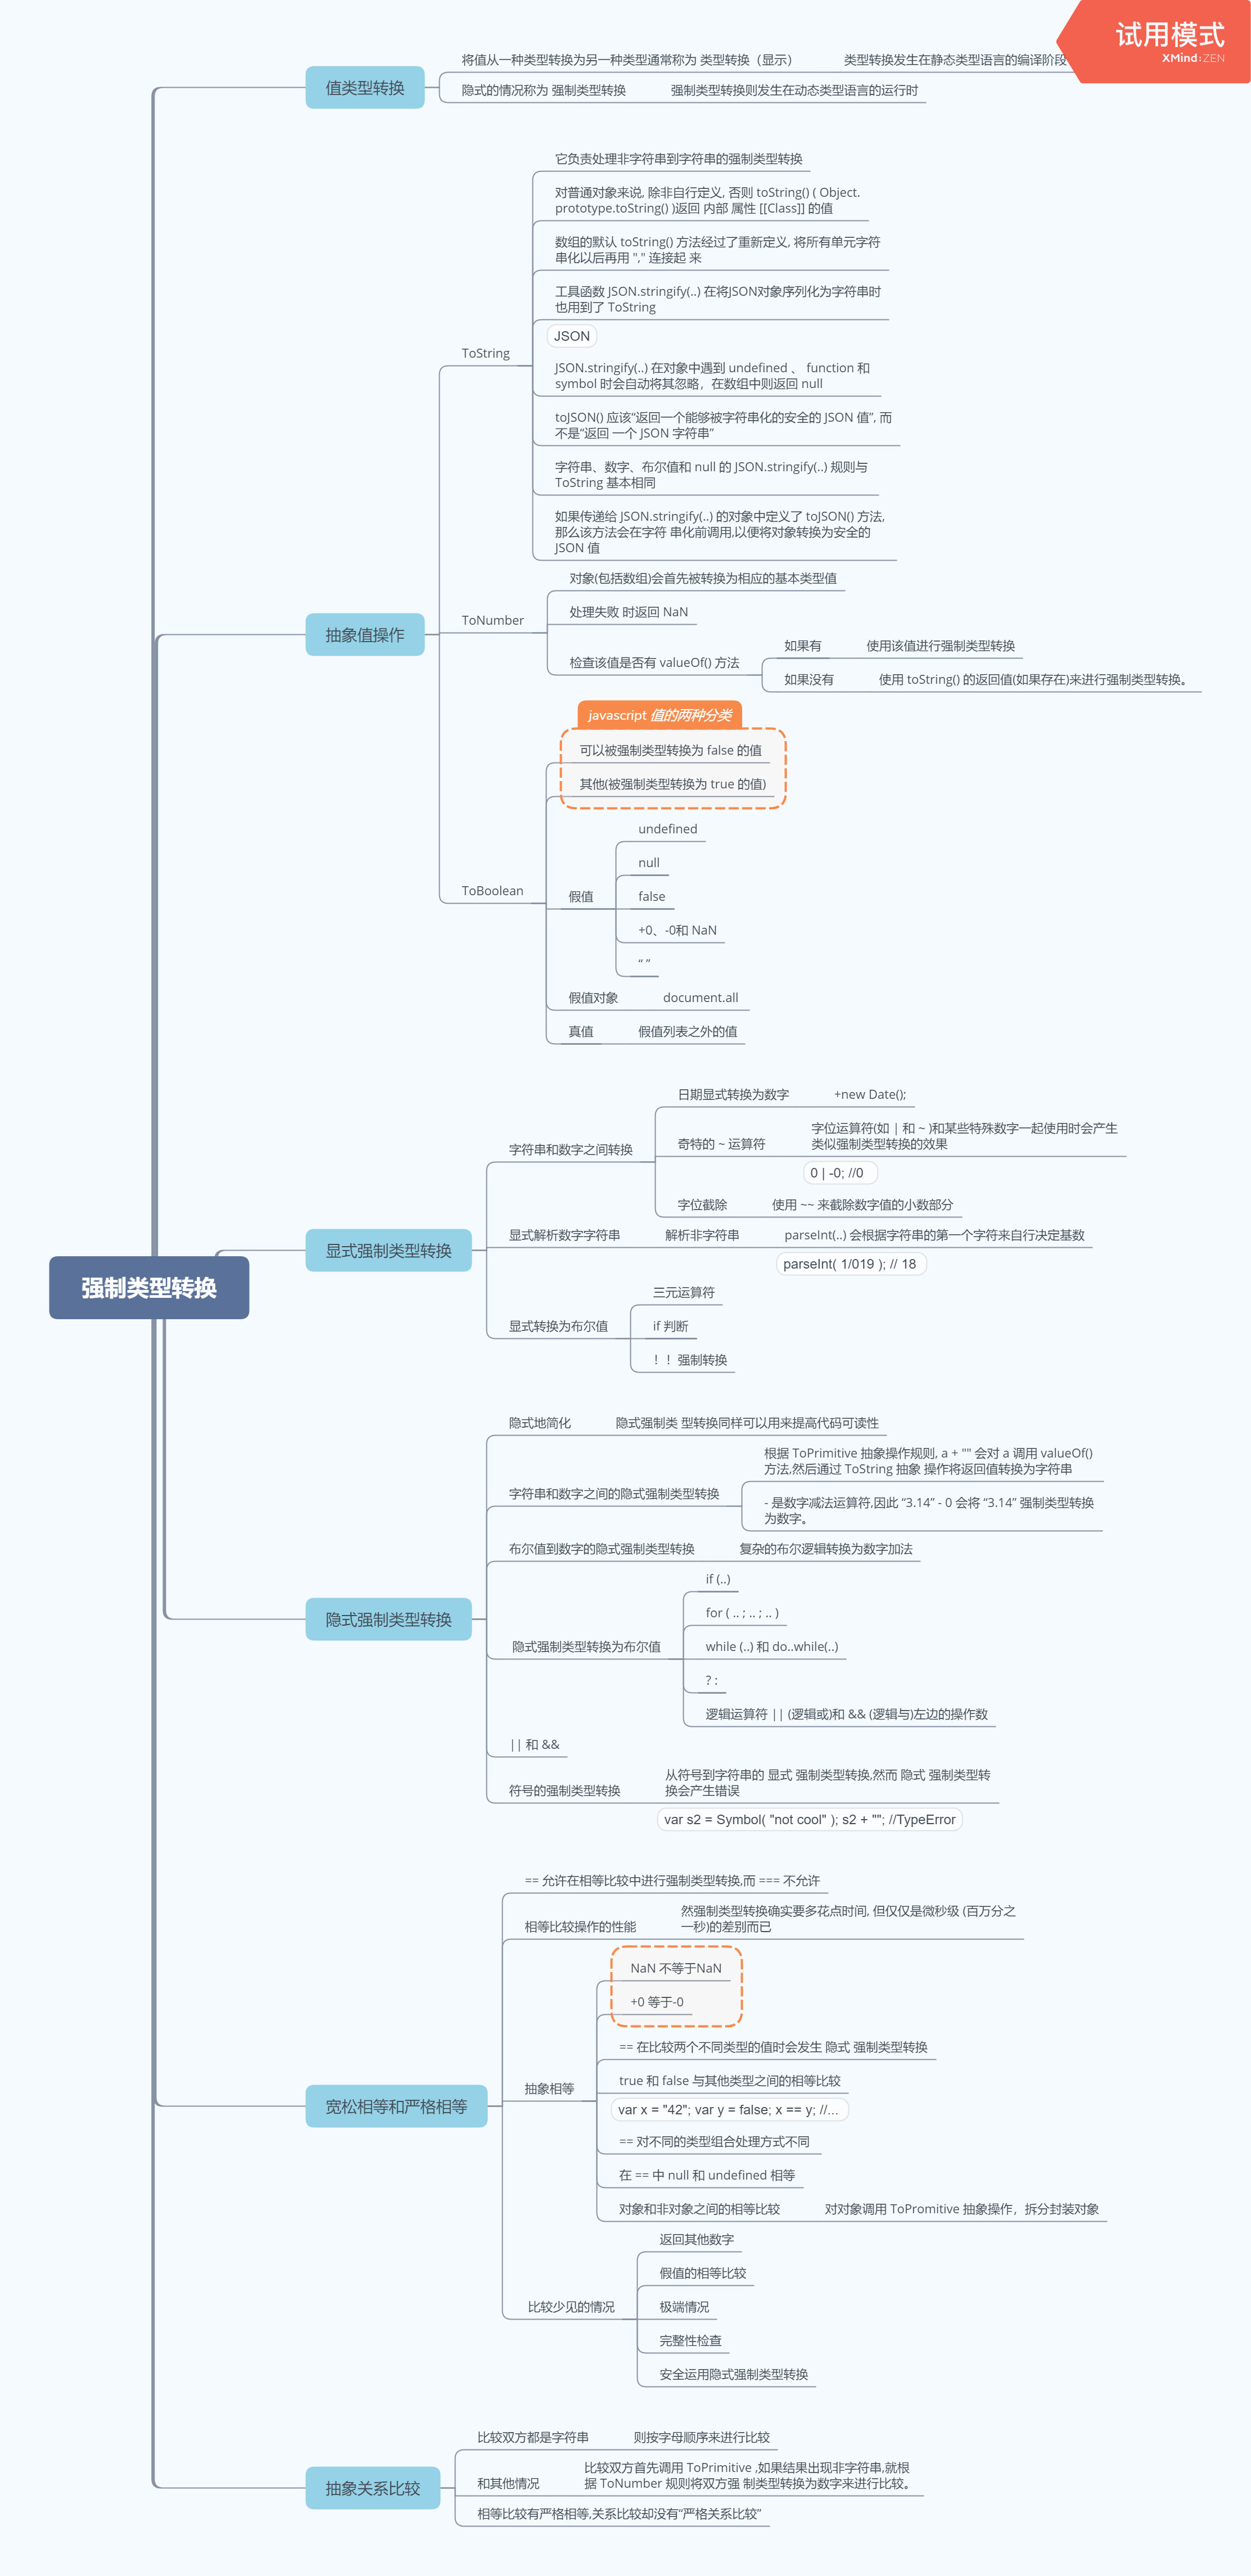 试用模式
XMind:ZEN
强制类型转换
值类型转换
将值从一种类型转换为另一种类型通常称为 类型转换（显示）
类型转换发生在静态类型语言的编译阶段
隐式的情况称为 强制类型转换
强制类型转换则发生在动态类型语言的运行时
抽象值操作
ToString
它负责处理非字符串到字符串的强制类型转换
对普通对象来说, 除非自行定义, 否则 toString() ( Object.
prototype.toString() )返回 内部 属性 [[Class]] 的值
数组的默认 toString() 方法经过了重新定义, 将所有单元字符
串化以后再用 "," 连接起 来
工具函数 JSON.stringify(..) 在将JSON对象序列化为字符串时
也用到了 ToString
JSON
JSON.stringify(..) 在对象中遇到 undefined 、 function 和
symbol 时会自动将其忽略，在数组中则返回 null
toJSON() 应该“返回一个能够被字符串化的安全的 JSON 值”, 而
不是“返回 一个 JSON 字符串”
字符串、数字、布尔值和 null 的 JSON.stringify(..) 规则与
ToString 基本相同
如果传递给 JSON.stringify(..) 的对象中定义了 toJSON() 方法,
那么该方法会在字符 串化前调用,以便将对象转换为安全的
JSON 值
ToNumber
对象(包括数组)会首先被转换为相应的基本类型值
处理失败 时返回 NaN
检查该值是否有 valueOf() 方法
如果有
使用该值进行强制类型转换
如果没有
使用 toString() 的返回值(如果存在)来进行强制类型转换。
ToBoolean
javascript 值的两种分类
可以被强制类型转换为 false 的值
其他(被强制类型转换为 true 的值)
假值
undefined
null
false
+0、-0和 NaN
“ ”
假值对象
document.all
真值
假值列表之外的值
显式强制类型转换
字符串和数字之间转换
日期显式转换为数字
+new Date();
奇特的 ~ 运算符
字位运算符(如 | 和 ~ )和某些特殊数字一起使用时会产生
类似强制类型转换的效果
0 | -0; //0
字位截除
使用 ~~ 来截除数字值的小数部分
显式解析数字字符串
解析非字符串
parseInt(..) 会根据字符串的第一个字符来自行决定基数
parseInt( 1/019 ); // 18
显式转换为布尔值
三元运算符
if 判断
！！强制转换
隐式强制类型转换
隐式地简化
隐式强制类 型转换同样可以用来提高代码可读性
字符串和数字之间的隐式强制类型转换
根据 ToPrimitive 抽象操作规则, a + "" 会对 a 调用 valueOf()
方法,然后通过 ToString 抽象 操作将返回值转换为字符串
- 是数字减法运算符,因此 “3.14” - 0 会将 “3.14” 强制类型转换
为数字。
布尔值到数字的隐式强制类型转换
复杂的布尔逻辑转换为数字加法
隐式强制类型转换为布尔值
if (..)
for ( .. ; .. ; .. )
while (..) 和 do..while(..)
? :
逻辑运算符 || (逻辑或)和 && (逻辑与)左边的操作数
|| 和 &&
符号的强制类型转换
从符号到字符串的 显式 强制类型转换,然而 隐式 强制类型转
换会产生错误
var s2 = Symbol( "not cool" ); s2 + ""; //TypeError
宽松相等和严格相等
== 允许在相等比较中进行强制类型转换,而 === 不允许
相等比较操作的性能
然强制类型转换确实要多花点时间, 但仅仅是微秒级 (百万分之
一秒)的差别而已
抽象相等
NaN 不等于NaN
+0 等于-0
== 在比较两个不同类型的值时会发生 隐式 强制类型转换
true 和 false 与其他类型之间的相等比较
var x = "42"; var y = false; x == y; //...
== 对不同的类型组合处理方式不同
在 == 中 null 和 undefined 相等
对象和非对象之间的相等比较
对对象调用 ToPromitive 抽象操作，拆分封装对象
比较少见的情况
返回其他数字
假值的相等比较
极端情况
完整性检查
安全运用隐式强制类型转换
抽象关系比较
比较双方都是字符串
则按字母顺序来进行比较
和其他情况
比较双方首先调用 ToPrimitive ,如果结果出现非字符串,就根
据 ToNumber 规则将双方强 制类型转换为数字来进行比较。
相等比较有严格相等,关系比较却没有“严格关系比较”